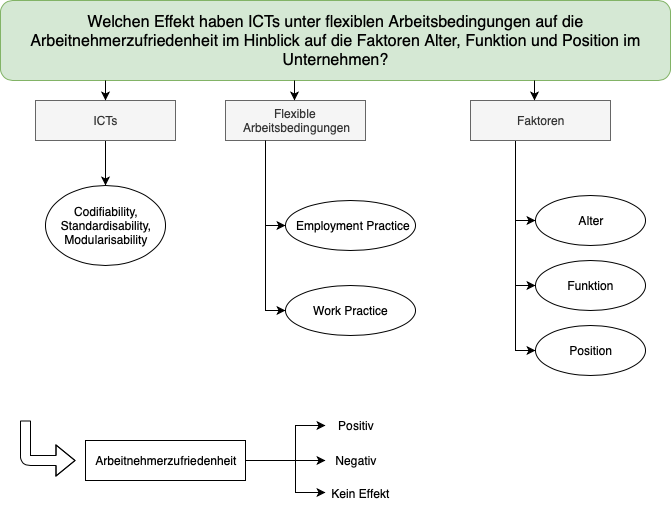 Welchen Effekt haben ICTs unter flexiblen Arbeitsbedingungen auf die
Arbeitnehmerzufriedenheit im Hinblick auf die Faktoren Alter, Funktion und Position im
Unternehmen?
ICTs
Flexible
Arbeitsbedingungen
Faktoren
Codifiability,
Standardisability,
Modularisability
Employment Practice
Work Practice
Alter
Funktion
Position
Arbeitnehmerzufriedenheit
Positiv
Negativ
Kein Effekt